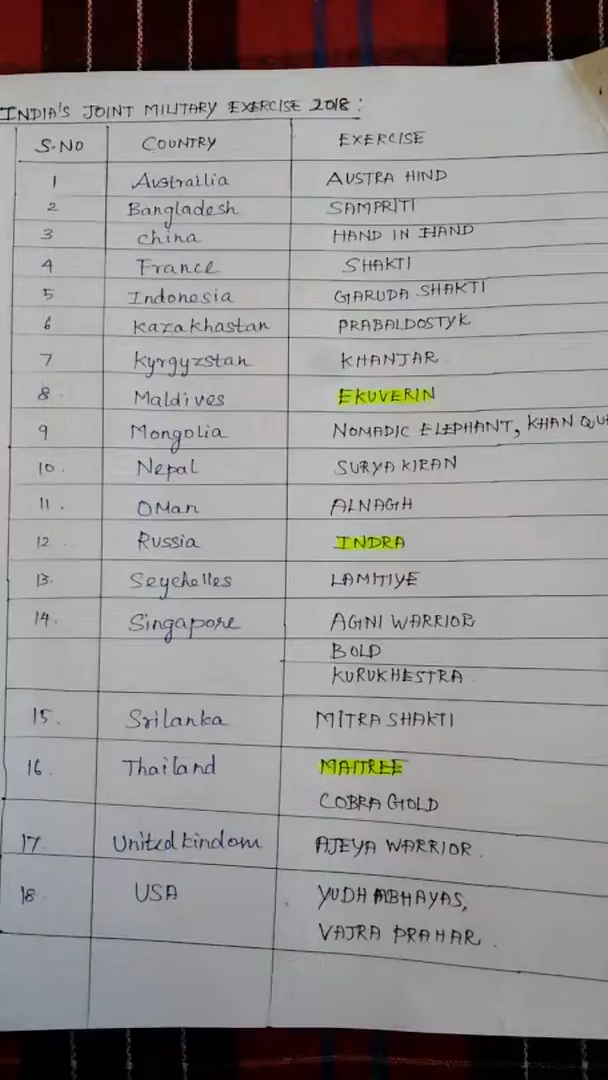 INDIA'S JOINT MILITARY EXERCISE 2018:
S.NO COUNTRY EXERCISE
1 Australia AUSTRA HIND
2 Bangladesh SAMPRITI
3 china HAND IN HAND
4 France SHAKTI
5 Indonesia GARUDA SHAKTI
6 Kazakhastan PRABALDOSTYK
7 Kyrgyzstan KHANJAR
8. Maldives EKUVERIN
9 Mongolia NOMADIC ELEPHANT, KHAN QU
10. Nepal SURYA KIRAN
11. OMan ALNAGH
12 Russia INDRA
13. Seychelles LAMITIYE
14. Singapore AGNI WARRIOR
BOLD
KURUKHESTRA
15. Srilanka MITRA SHAKTI
16. Thailand MAITREE
COBRA GOLD
17. United kindom AJEYA WARRIOR.
18. USA YUDH ABHAYAS,
VAJRA PRAHAR.